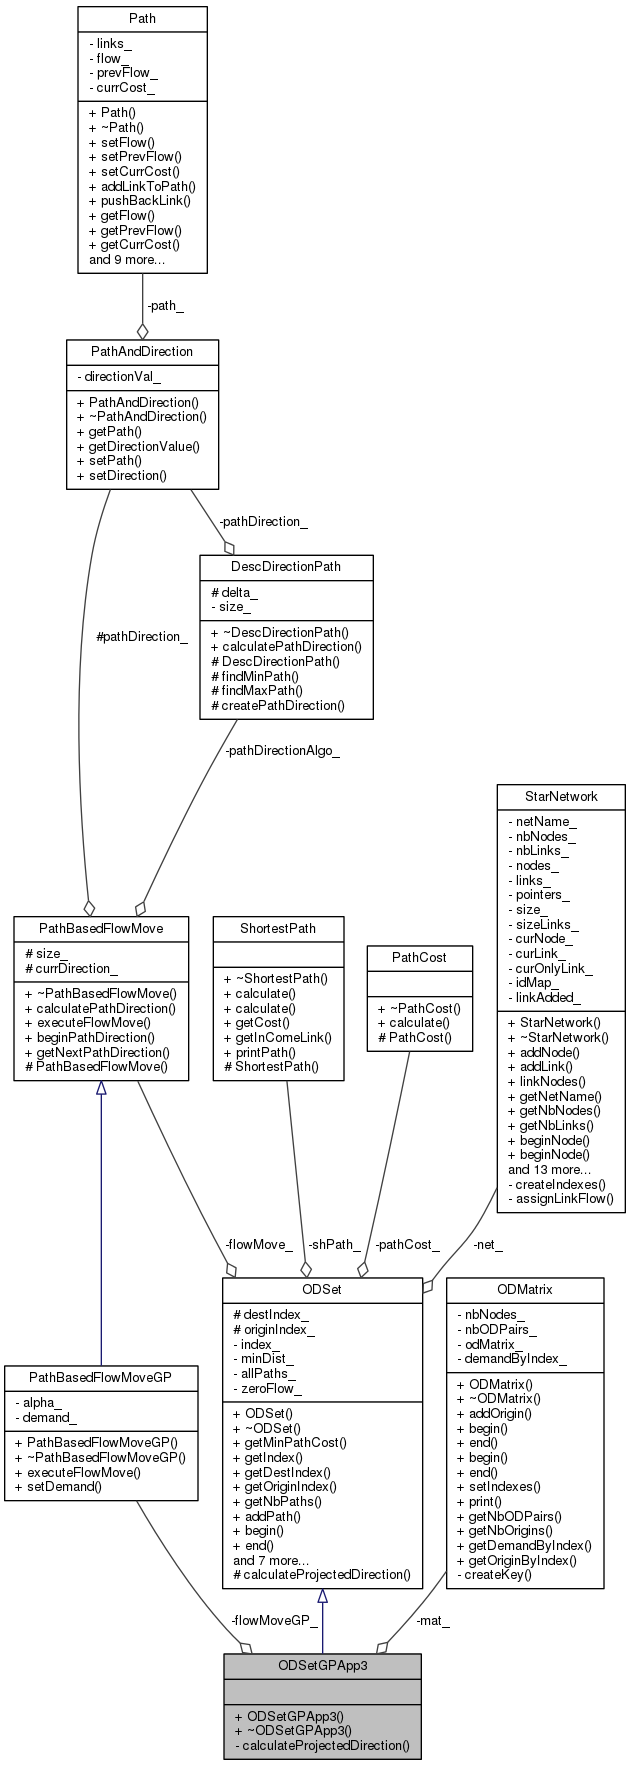 Path
- links_
- flow_
- prevFlow_
- currCost_
+ Path()
+ ~Path()
+ setFlow()
+ setPrevFlow()
+ setCurrCost()
+ addLinkToPath()
+ pushBackLink()
+ getFlow()
+ getPrevFlow()
+ getCurrCost()
and 9 more...
-path_
PathAndDirection
- directionVal_
+ PathAndDirection()
+ ~PathAndDirection()
+ getPath()
+ getDirectionValue()
+ setPath()
+ setDirection()
-pathDirection_
#pathDirection_
DescDirectionPath
# delta_
- size_
+ ~DescDirectionPath()
+ calculatePathDirection()
# DescDirectionPath()
# findMinPath()
# findMaxPath()
# createPathDirection()
-pathDirectionAlgo_
StarNetwork
- netName_
- nbNodes_
- nbLinks_
- nodes_
- links_
- pointers_
- size_
- sizeLinks_
- curNode_
- curLink_
- curOnlyLink_
- idMap_
- linkAdded_
+ StarNetwork()
+ ~StarNetwork()
+ addNode()
+ addLink()
+ linkNodes()
+ getNetName()
+ getNbNodes()
+ getNbLinks()
+ beginNode()
+ beginNode()
and 13 more...
- createIndexes()
- assignLinkFlow()
PathBasedFlowMove
# size_
# currDirection_
+ ~PathBasedFlowMove()
+ calculatePathDirection()
+ executeFlowMove()
+ beginPathDirection()
+ getNextPathDirection()
# PathBasedFlowMove()
ShortestPath
+ ~ShortestPath()
+ calculate()
+ calculate()
+ getCost()
+ getInComeLink()
+ printPath()
# ShortestPath()
PathCost
+ ~PathCost()
+ calculate()
# PathCost()
-flowMove_
-shPath_
-pathCost_
-net_
ODSet
# destIndex_
# originIndex_
- index_
- minDist_
- allPaths_
- zeroFlow_
+ ODSet()
+ ~ODSet()
+ getMinPathCost()
+ getIndex()
+ getDestIndex()
+ getOriginIndex()
+ getNbPaths()
+ addPath()
+ begin()
+ end()
and 7 more...
# calculateProjectedDirection()
ODMatrix
- nbNodes_
- nbODPairs_
- odMatrix_
- demandByIndex_
+ ODMatrix()
+ ~ODMatrix()
+ addOrigin()
+ begin()
+ end()
+ begin()
+ end()
+ setIndexes()
+ print()
+ getNbODPairs()
+ getNbOrigins()
+ getDemandByIndex()
+ getOriginByIndex()
- createKey()
PathBasedFlowMoveGP
- alpha_
- demand_
+ PathBasedFlowMoveGP()
+ ~PathBasedFlowMoveGP()
+ executeFlowMove()
+ setDemand()
-flowMoveGP_
-mat_
ODSetGPApp3
+ ODSetGPApp3()
+ ~ODSetGPApp3()
- calculateProjectedDirection()